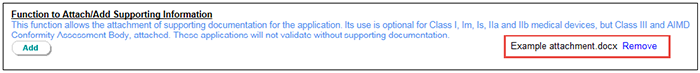 Function to Attach/Add Supporting Information
This function allows the attachment of supporting documentation for the application. Its use is optional for Class I, Im, Is, IIa and IIb medical devices, but Class III and AIMD
Conformity Assessment Body, attached. These applications will not validate without supporting documentation.
Add
Example attachment.docx Remove